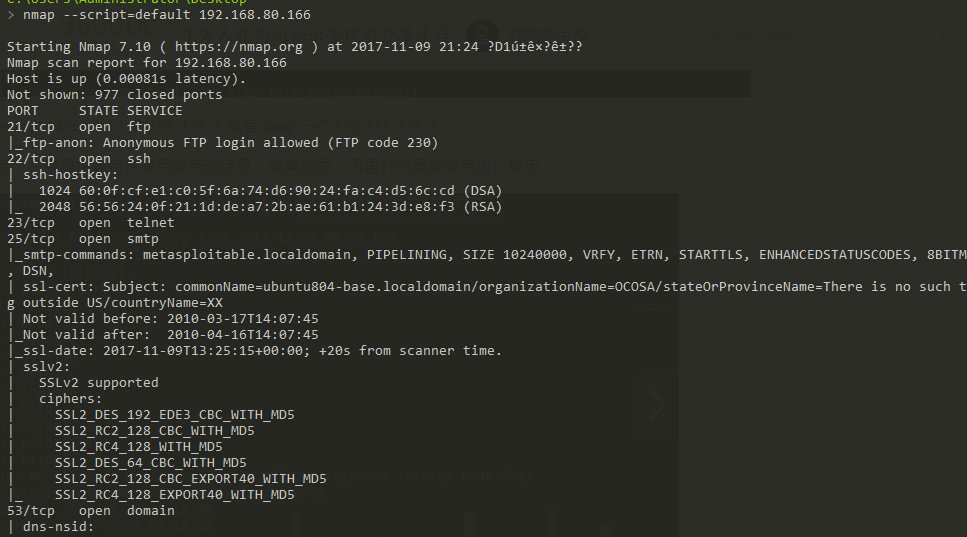 C:\Users\Administrator\Desktop
> nmap --script=default 192.168.80.166
Starting Nmap 7.10 ( https://nmap.org ) at 2017-11-09 21:24 ?D1ú±ê×?ê±??
Nmap scan report for 192.168.80.166
Host is up (0.00081s latency).
Not shown: 977 closed ports
PORT     STATE SERVICE
21/tcp   open  ftp
|_ftp-anon: Anonymous FTP login allowed (FTP code 230)
22/tcp   open  ssh
| ssh-hostkey:
|   1024 60:0f:cf:e1:c0:5f:6a:74:d6:90:24:fa:c4:d5:6c:cd (DSA)
|_  2048 56:56:24:0f:21:1d:de:a7:2b:ae:61:b1:24:3d:e8:f3 (RSA)
23/tcp   open  telnet
25/tcp   open  smtp
|_smtp-commands: metasploitable.localdomain, PIPELINING, SIZE 10240000, VRFY, ETRN, STARTTLS, ENHANCEDSTATUSCODES, 8BITM
, DSN,
| ssl-cert: Subject: commonName=ubuntu804-base.localdomain/organizationName=OCOSA/stateOrProvinceName=There is no such t
g outside US/countryName=XX
| Not valid before: 2010-03-17T14:07:45
|_Not valid after:  2010-04-16T14:07:45
|_ssl-date: 2017-11-09T13:25:15+00:00; +20s from scanner time.
| sslv2:
|   SSLv2 supported
|   ciphers:
|     SSL2_DES_192_EDE3_CBC_WITH_MD5
|     SSL2_RC2_128_CBC_WITH_MD5
|     SSL2_RC4_128_WITH_MD5
|     SSL2_DES_64_CBC_WITH_MD5
|     SSL2_RC2_128_CBC_EXPORT40_WITH_MD5
|_    SSL2_RC4_128_EXPORT40_WITH_MD5
53/tcp   open  domain
| dns-nsid: